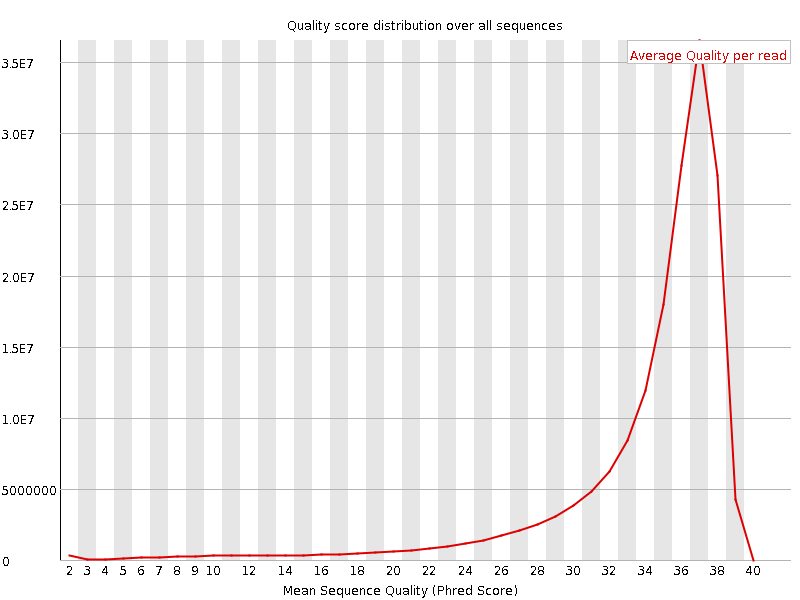 Quality score distribution over all sequences
Average Quality per read
3.5E7
3.0E7
2.5E7
2.0E7
1.5E7
1.0E7
5000000
0
2 3 4 5 6 7 8 9 10 12 14 16 18 20 22 24 26 28 30 32 34 36 38 40
Mean Sequence Quality (Phred Score)